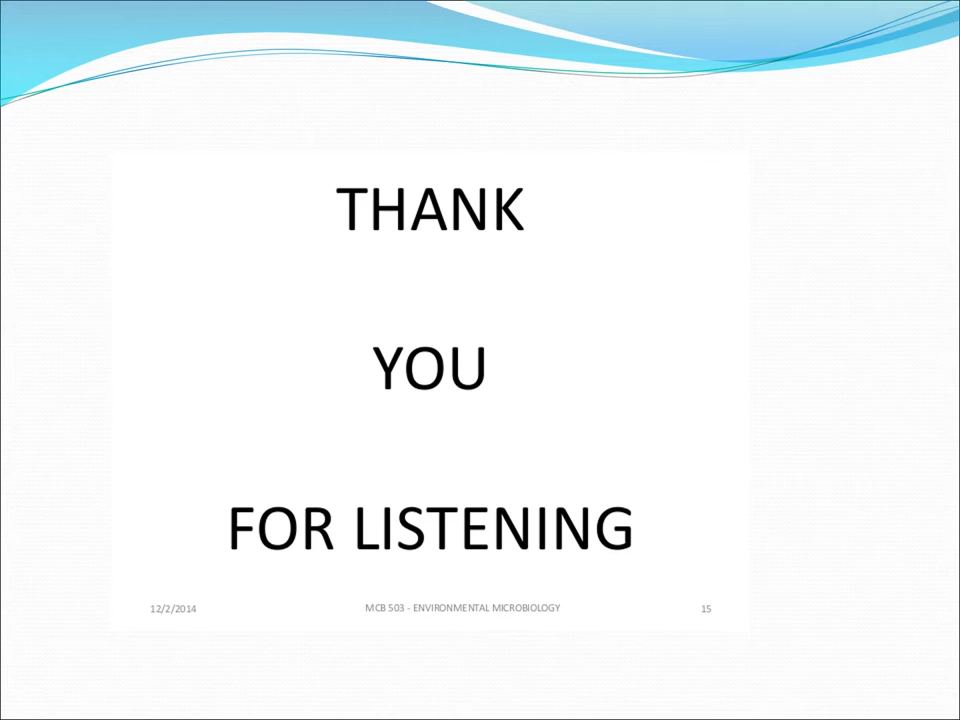 THANK
YOU
FOR LISTENING
12/2/2014 MCB 503 - ENVIRONMENTAL MICROBIOLOGY 15